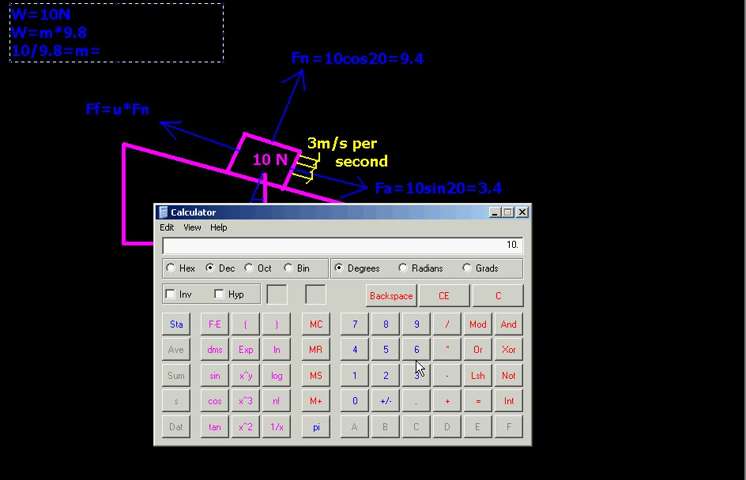 W=10N
W=m*9.8
10/9.8=m=
Fn=10cos20=9.4
Ff=u*Fn
3m/s per
second
10 N
Fa=10sin20=3.4
Calculator
Edit View Help
10.
Hex Dec Oct Bin Degrees Radians Grads
Inv Hyp Backspace CE C
Sta F-E ( ) MC 7 8 9 / Mod And
Ave dms Exp ln MR 4 5 6 * Or Xor
Sum sin x^y log MS 1 2 3 - Lsh Not
s cos x^3 n! M+ 0 +/- . + = Int
Dat tan x^2 1/x pi A B C D E F